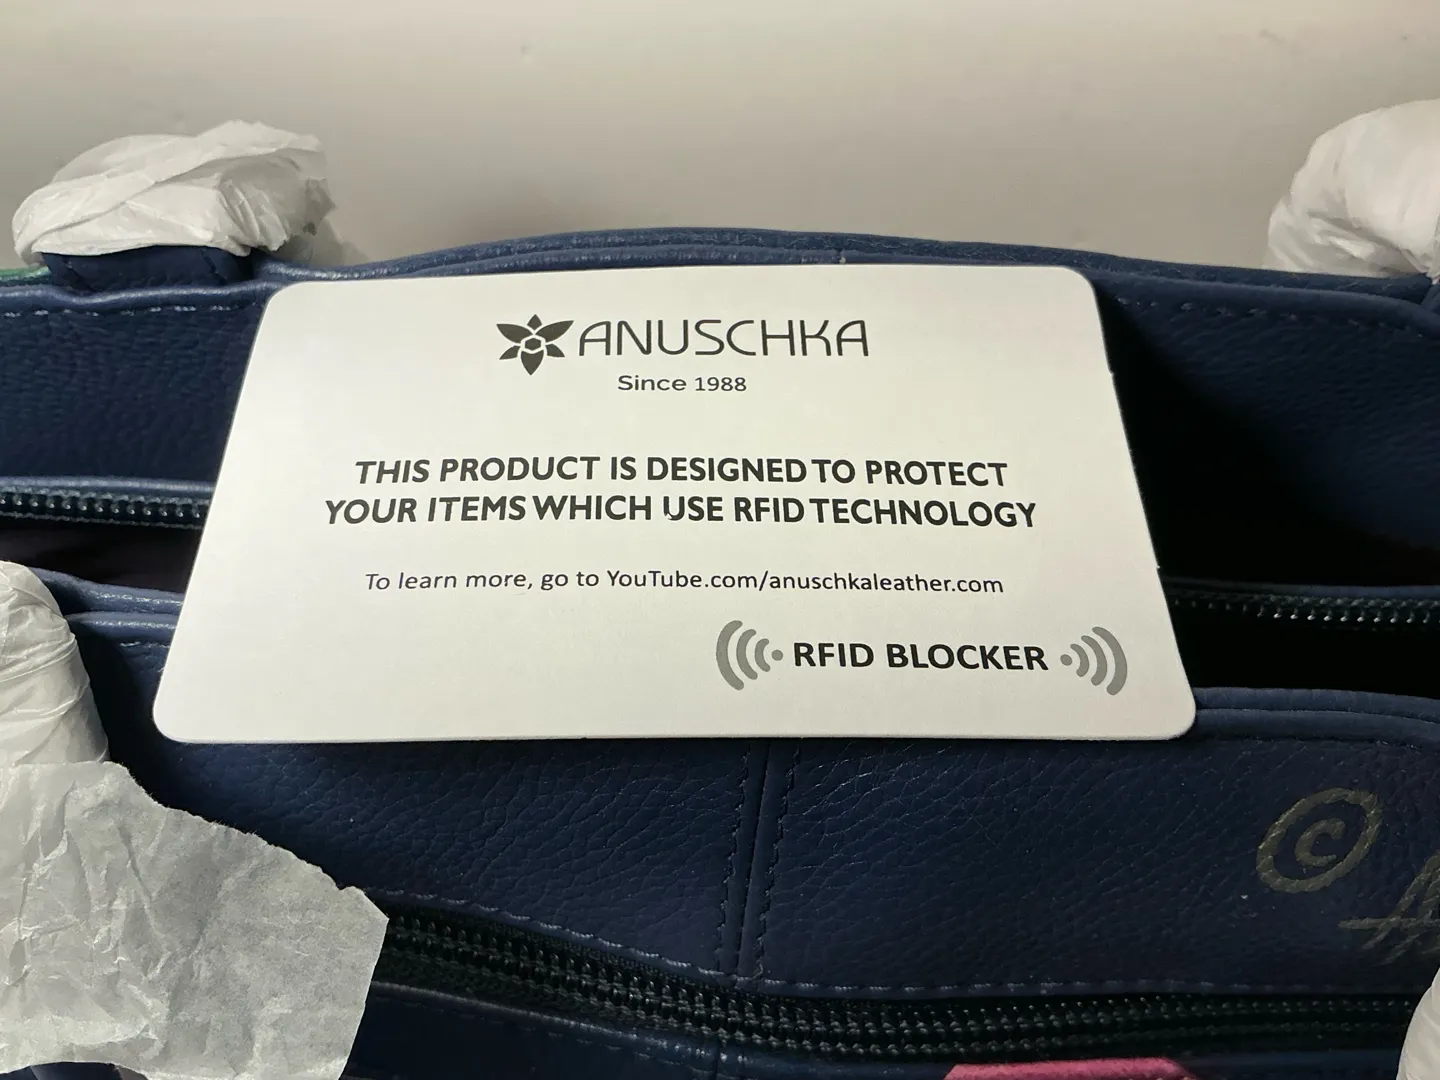 ANUSCHKA
Since 1988
THIS PRODUCT IS DESIGNED TO PROTECT
YOUR ITEMS WHICH USE RFID TECHNOLOGY
To learn more, go to YouTube.com/anuschkaleather.com
RFID BLOCKER
©